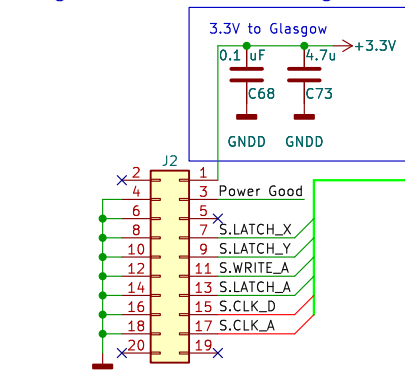 3.3V to Glasgow
0.1 uF
4.7u
+3.3V
C68
C73
GNDD
GNDD
J2
2
1
4
3
Power Good
6
5
8
7
S.LATCH_X
10
9
S.LATCH_Y
12
11
S.WRITE_A
14
13
S.LATCH_A
16
15
S.CLK_D
18
17
S.CLK_A
20
19